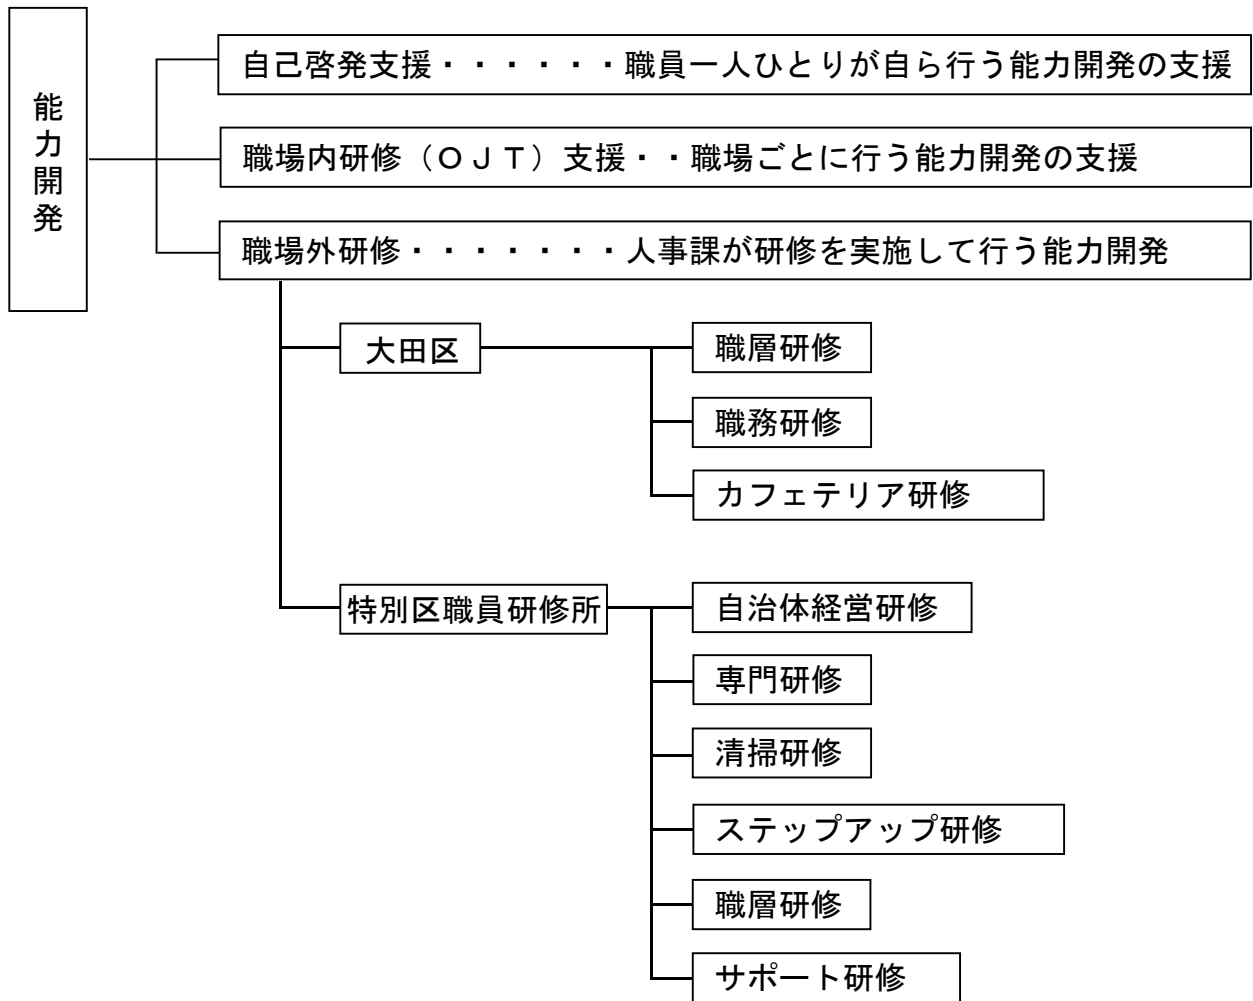 能力開発
自己啓発支援・・・・・・職員一人ひとりが自ら行う能力開発の支援
職場内研修（ＯＪＴ）支援・・職場ごとに行う能力開発の支援
職場外研修・・・・・・・人事課が研修を実施して行う能力開発
大田区
職層研修
職務研修
カフェテリア研修
特別区職員研修所
自治体経営研修
専門研修
清掃研修
ステップアップ研修
職層研修
サポート研修